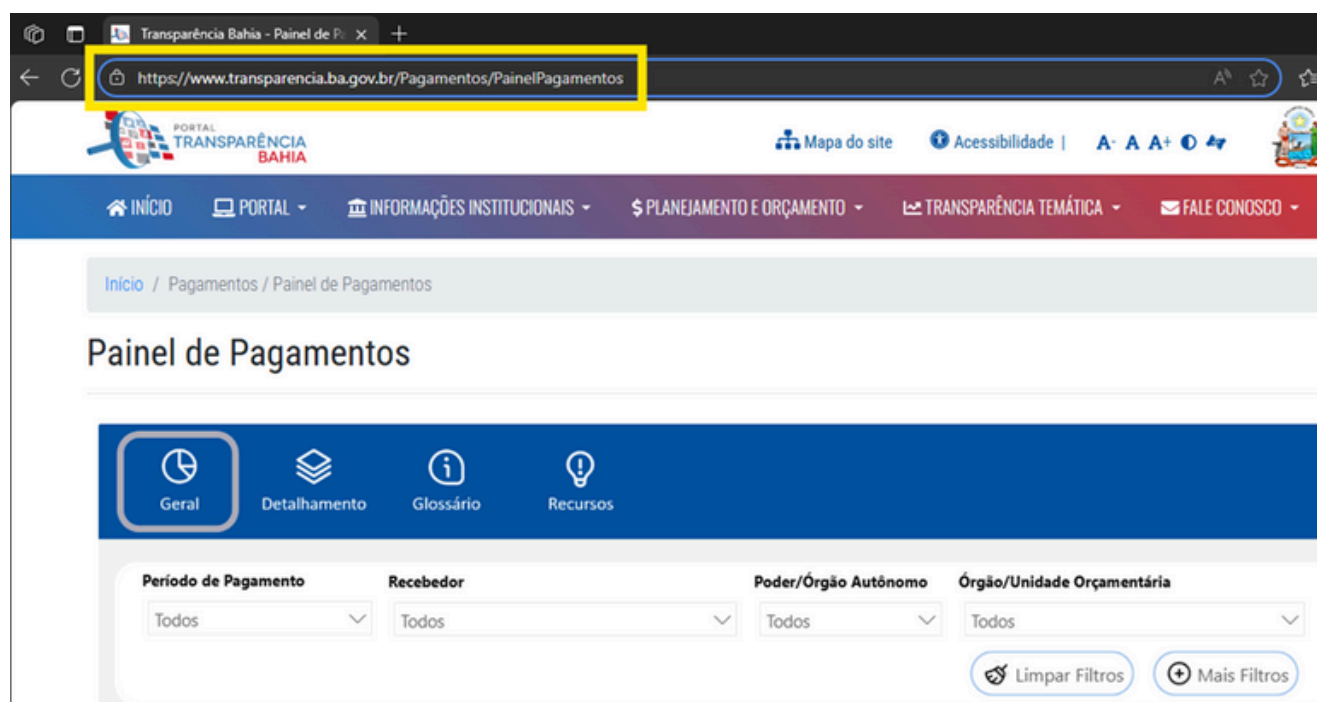 Transparência Bahia - Painel de Pa
https://www.transparencia.ba.gov.br/Pagamentos/PainelPagamentos
PORTAL
TRANSPARÊNCIA
BAHIA
Mapa do site Acessibilidade | A- A A+
INÍCIO PORTAL INFORMAÇÕES INSTITUCIONAIS $ PLANEJAMENTO E ORÇAMENTO TRANSPARÊNCIA TEMÁTICA FALE CONOSCO
Início / Pagamentos / Painel de Pagamentos
Painel de Pagamentos
Geral Detalhamento Glossário Recursos
Período de Pagamento Recebedor Poder/Órgão Autônomo Órgão/Unidade Orçamentária
Todos Todos Todos Todos
Limpar Filtros Mais Filtros